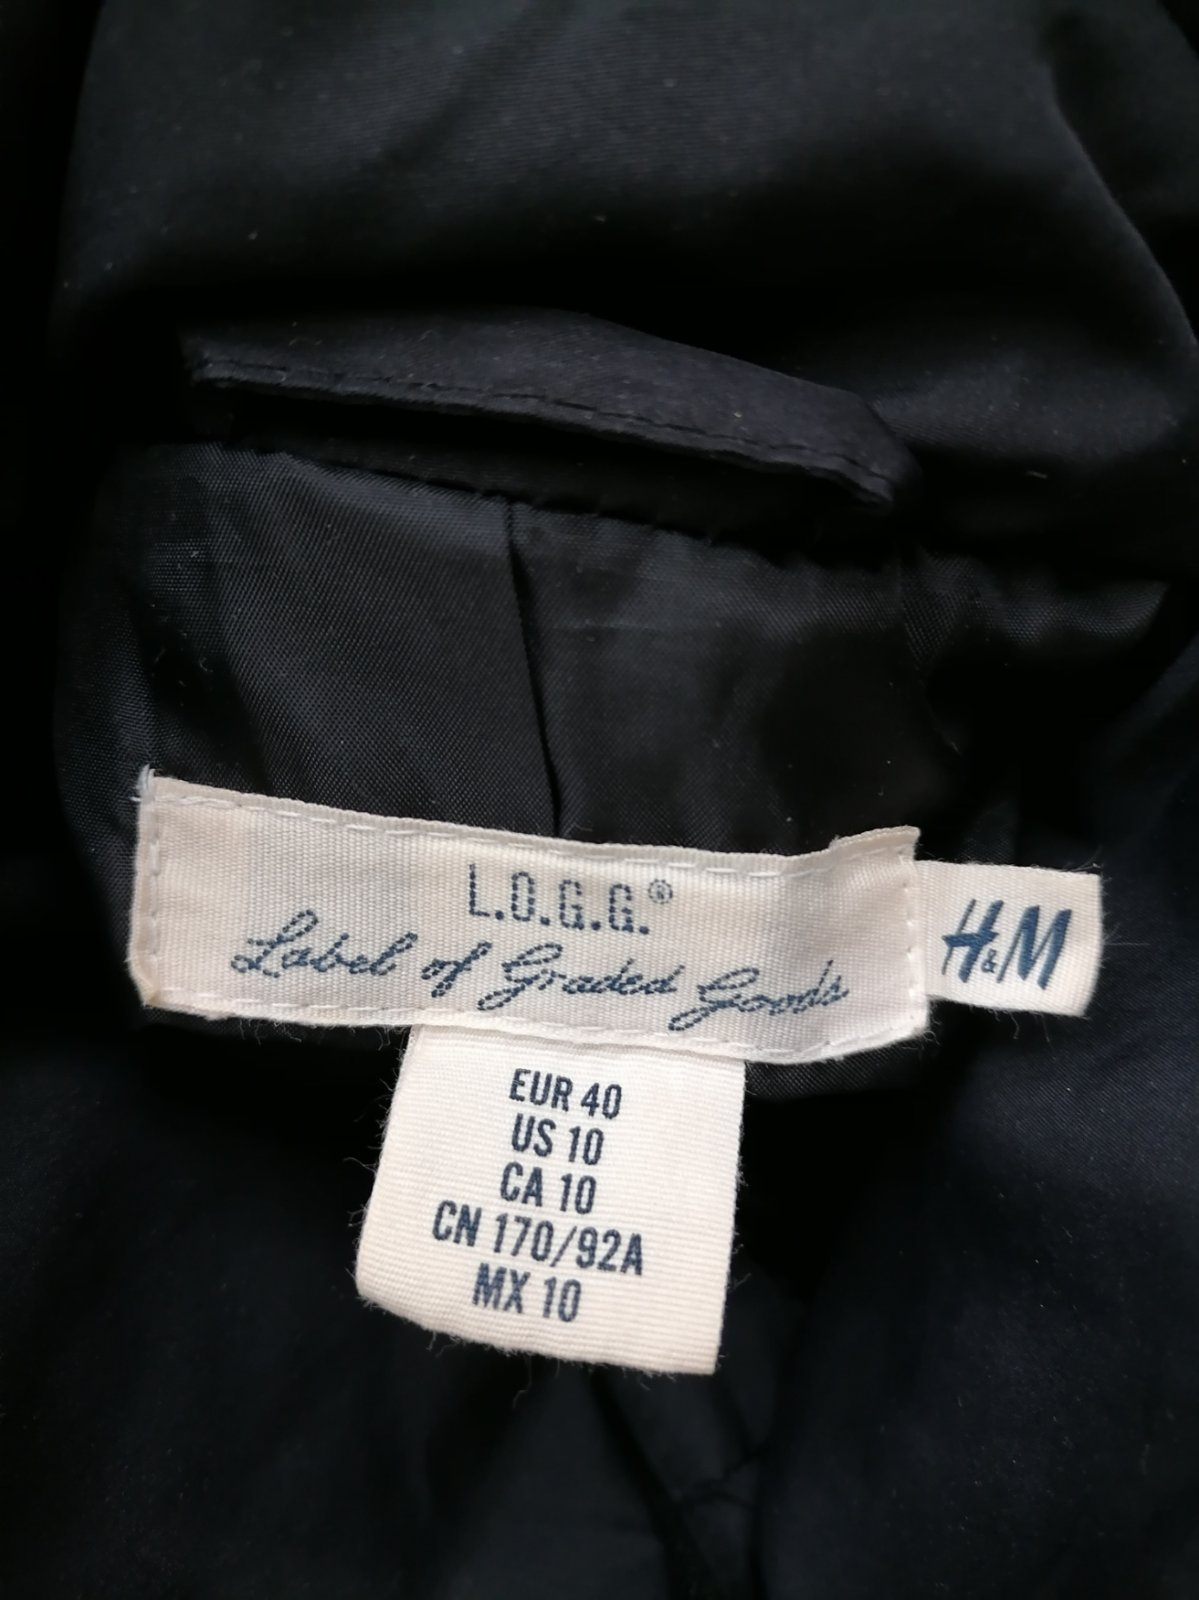 L.O.G.G.®
Label of Graded Goods
H&M
EUR 40
US 10
CA 10
CN 170/92A
MX 10